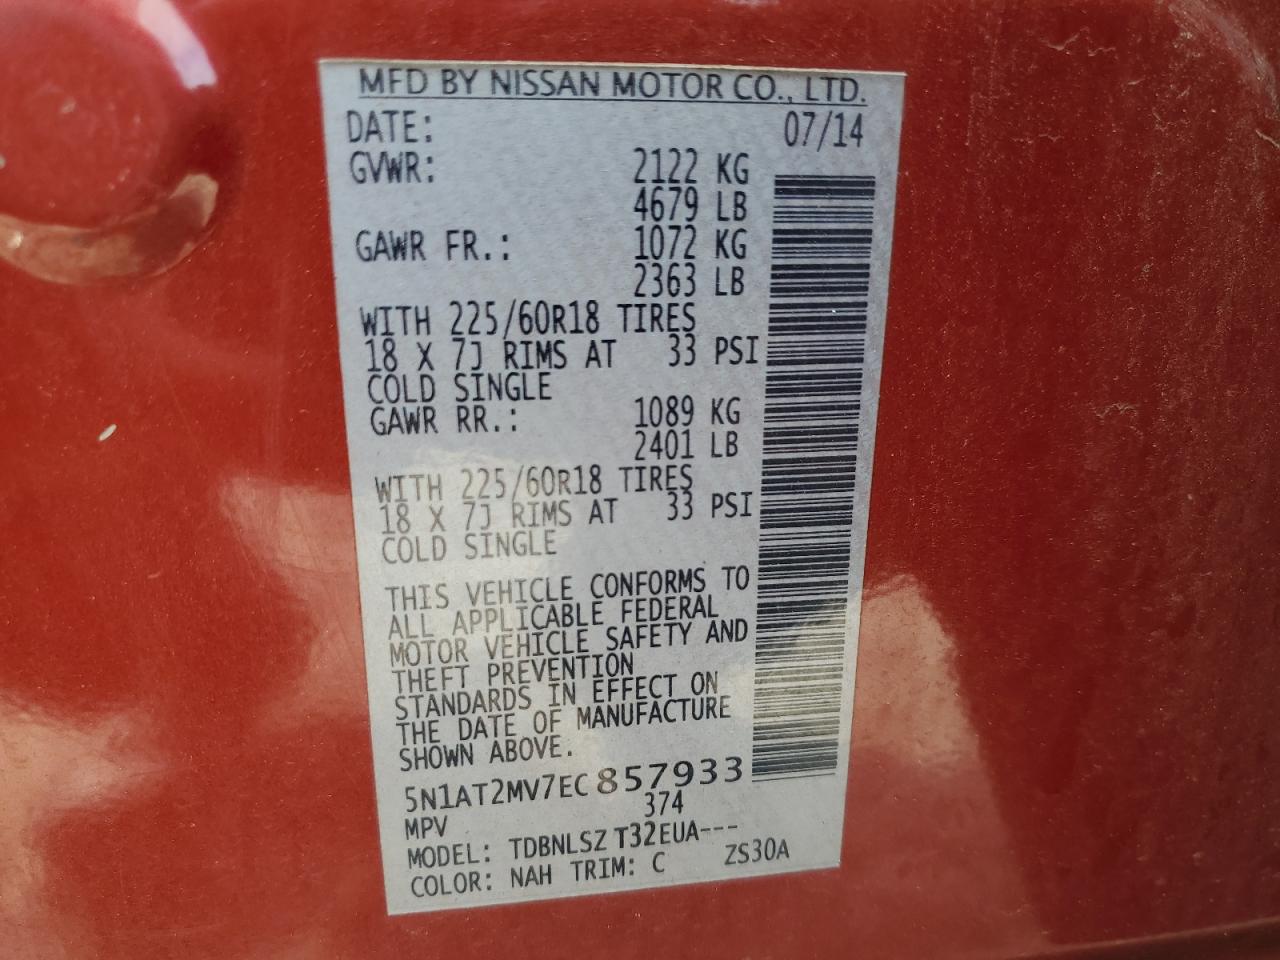 MFD BY NISSAN MOTOR CO., LTD.
DATE: 07/14
GVWR: 2122 KG
4679 LB
GAWR FR.: 1072 KG
2363 LB
WITH 225/60R18 TIRES
18 X 7J RIMS AT 33 PSI
COLD SINGLE
GAWR RR.: 1089 KG
2401 LB
WITH 225/60R18 TIRES
18 X 7J RIMS AT 33 PSI
COLD SINGLE
THIS VEHICLE CONFORMS TO
ALL APPLICABLE FEDERAL
MOTOR VEHICLE SAFETY AND
THEFT PREVENTION
STANDARDS IN EFFECT ON
THE DATE OF MANUFACTURE
SHOWN ABOVE.
5N1AT2MV7EC857933
MPV 374
MODEL: TDBNLSZ T32EUA---
COLOR: NAH TRIM: C ZS30A